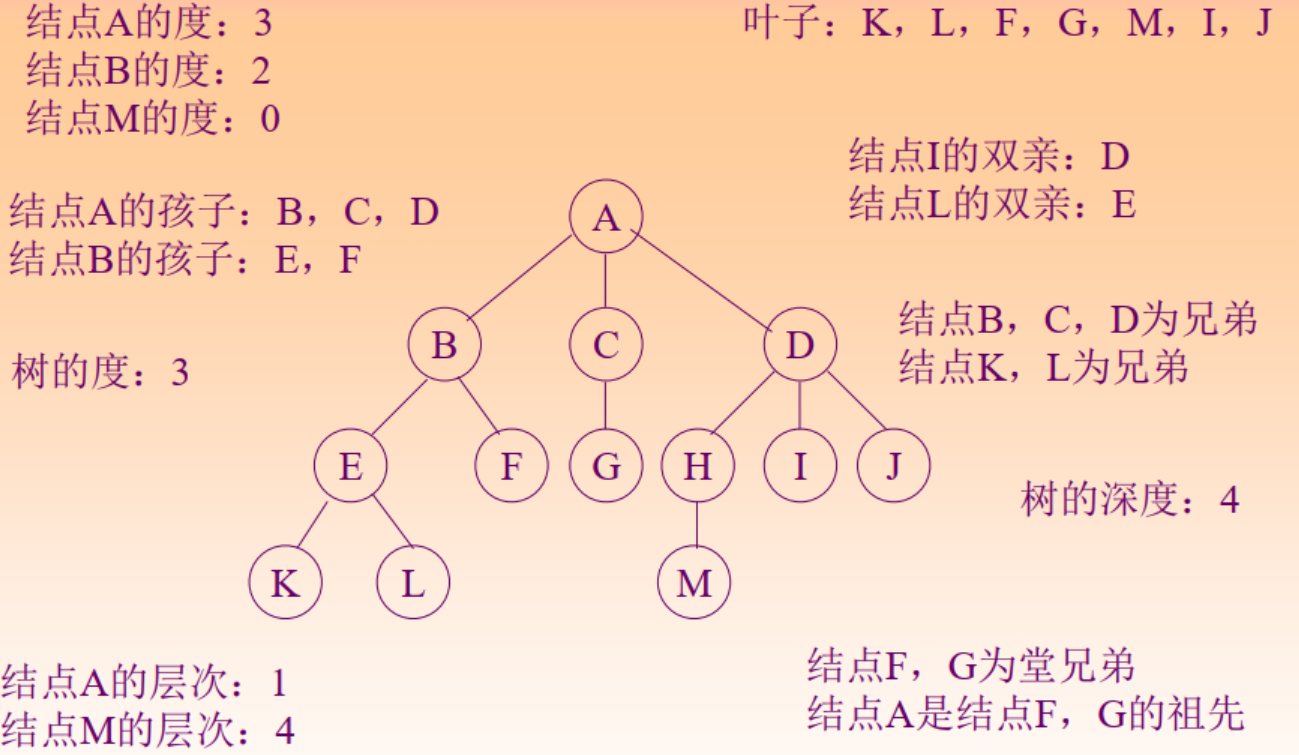 结点A的度：3
结点B的度：2
结点M的度：0
叶子：K，L，F，G，M，I，J
结点I的双亲：D
结点L的双亲：E
结点A的孩子：B，C，D
结点B的孩子：E，F
A
结点B，C，D为兄弟
结点K，L为兄弟
树的度：3
B
C
D
E
F
G
H
I
J
树的深度：4
K
L
M
结点A的层次：1
结点M的层次：4
结点F，G为堂兄弟
结点A是结点F，G的祖先